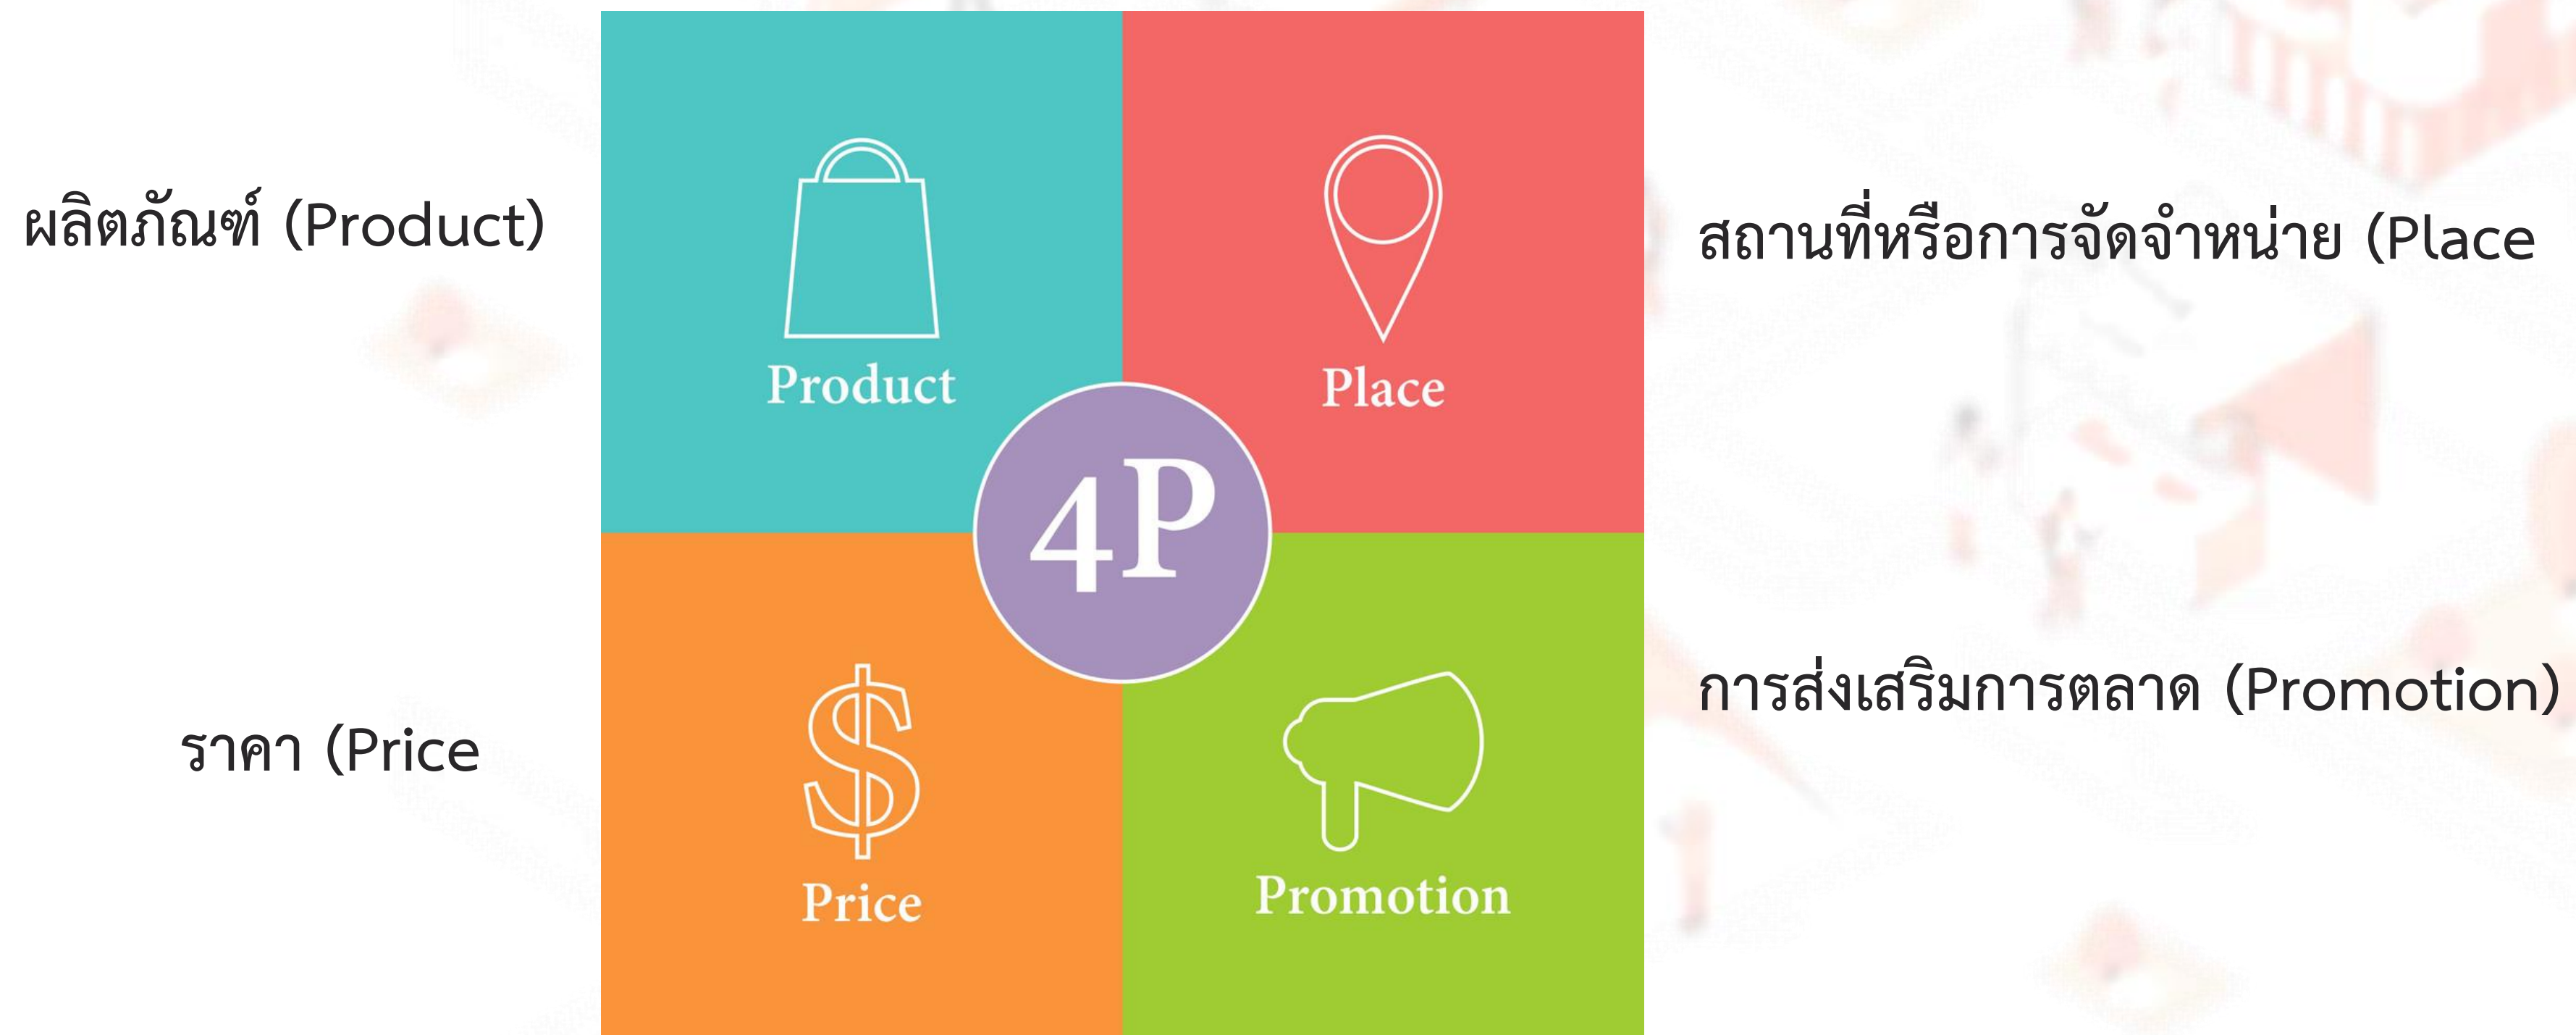 ผลิตภัณฑ์ (Product)
สถานที่หรือการจัดจำหน่าย (Place
Product
Place
4P
ราคา (Price
การส่งเสริมการตลาด (Promotion)
Price
Promotion